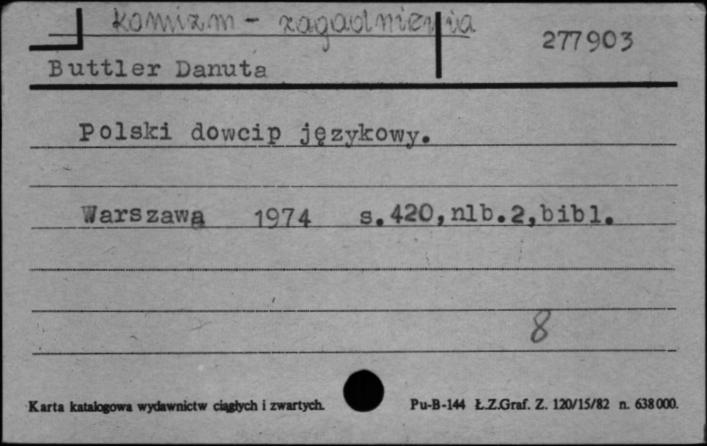 komizm - zagadnienia
277903
Buttler Danuta
Polski dowcip językowy.
Warszawa 1974 s.420,nlb.2,bibl.
8
Karta katalogowa wydawnictw ciągłych i zwartych. Pu-B-144 Ł.Z.Graf. Z. 120/15/82 n. 638000.